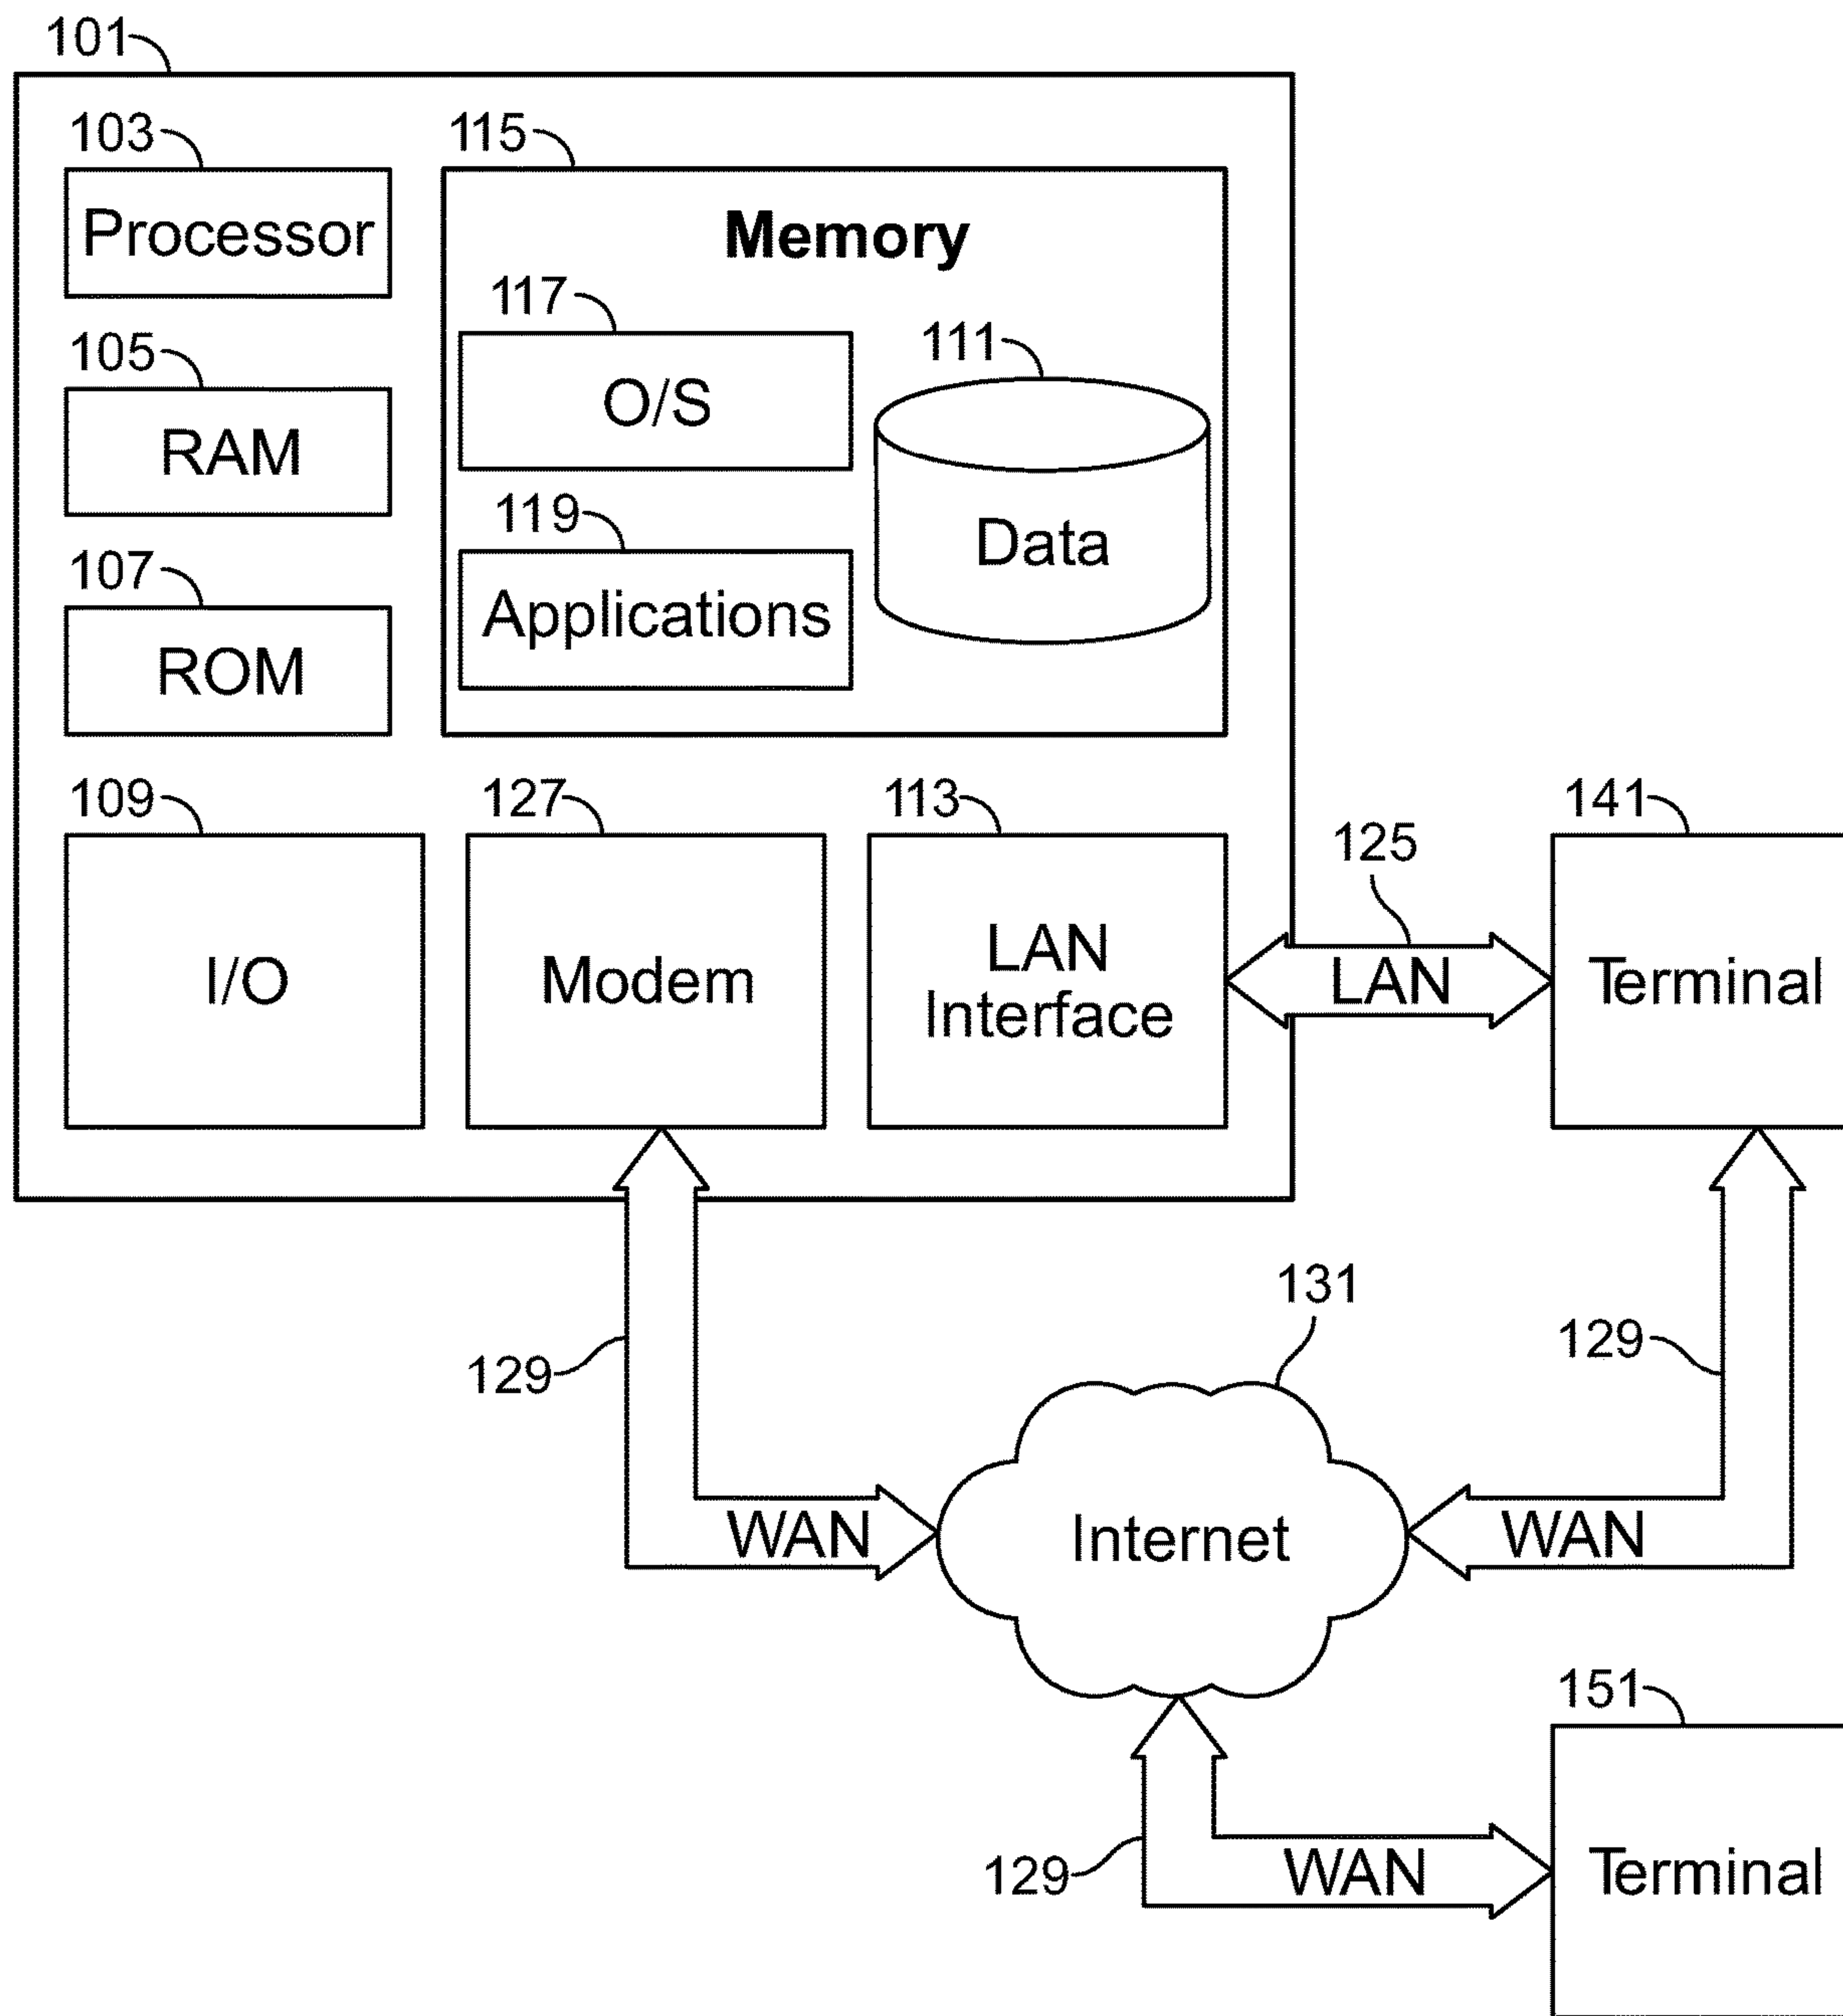 101
103
115
Processor
Memory
117
111
105
O/S
RAM
119
Data
107
Applications
ROM
109
127
113
141
125
I/O
Modem
LAN
Interface
LAN
Terminal
131
129
129
WAN
Internet
WAN
151
129
WAN
Terminal